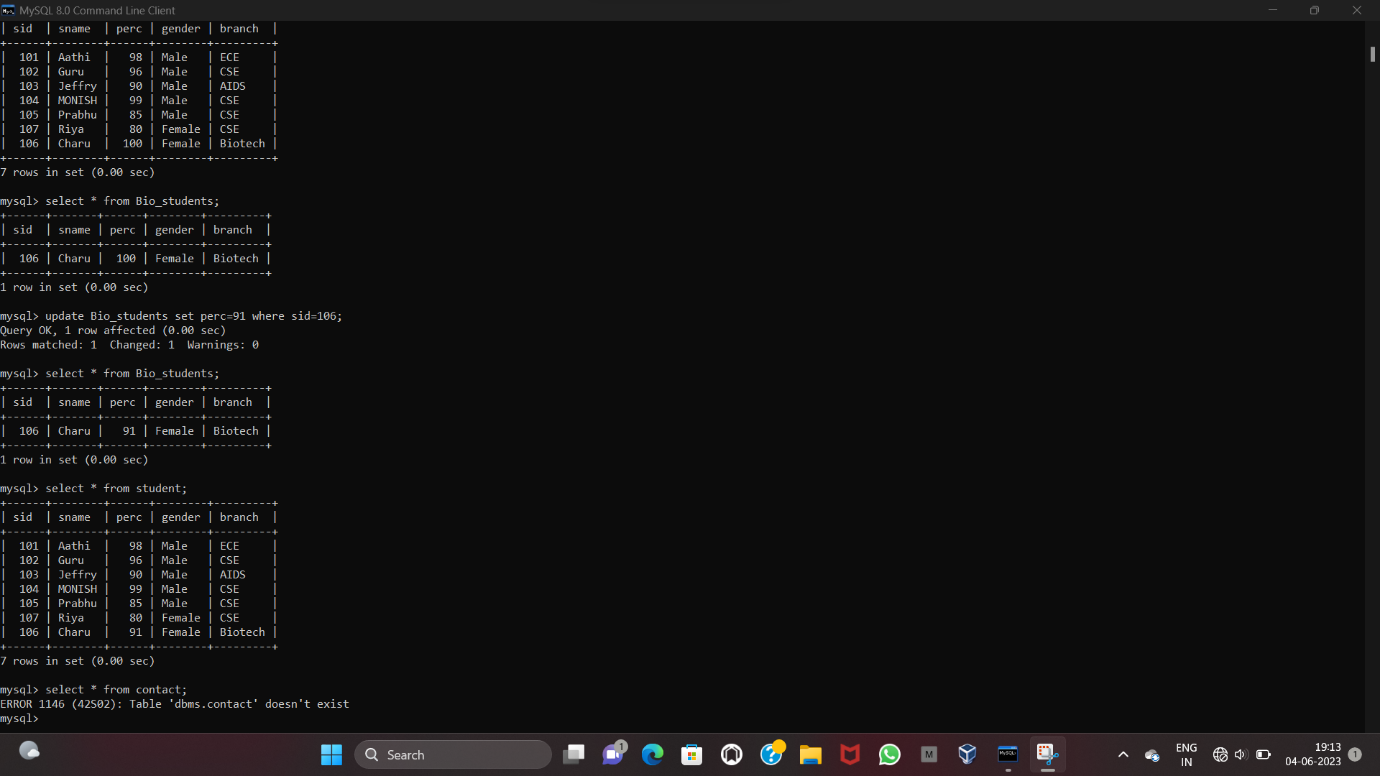 MySQL 8.0 Command Line Client
| sid  | sname  | perc | gender | branch  |
+------+--------+------+--------+---------+
|  101 | Aathi  |   98 | Male   | ECE     |
|  102 | Guru   |   96 | Male   | CSE     |
|  103 | Jeffry |   90 | Male   | AIDS    |
|  104 | MONISH |   99 | Male   | CSE     |
|  105 | Prabhu |   85 | Male   | CSE     |
|  107 | Riya   |   80 | Female | CSE     |
|  106 | Charu  |  100 | Female | Biotech |
+------+--------+------+--------+---------+
7 rows in set (0.00 sec)
mysql> select * from Bio_students;
+------+-------+------+--------+---------+
| sid  | sname | perc | gender | branch  |
+------+-------+------+--------+---------+
|  106 | Charu |  100 | Female | Biotech |
+------+-------+------+--------+---------+
1 row in set (0.00 sec)
mysql> update Bio_students set perc=91 where sid=106;
Query OK, 1 row affected (0.00 sec)
Rows matched: 1  Changed: 1  Warnings: 0
mysql> select * from Bio_students;
+------+-------+------+--------+---------+
| sid  | sname | perc | gender | branch  |
+------+-------+------+--------+---------+
|  106 | Charu |   91 | Female | Biotech |
+------+-------+------+--------+---------+
1 row in set (0.00 sec)
mysql> select * from student;
+------+--------+------+--------+---------+
| sid  | sname  | perc | gender | branch  |
+------+--------+------+--------+---------+
|  101 | Aathi  |   98 | Male   | ECE     |
|  102 | Guru   |   96 | Male   | CSE     |
|  103 | Jeffry |   90 | Male   | AIDS    |
|  104 | MONISH |   99 | Male   | CSE     |
|  105 | Prabhu |   85 | Male   | CSE     |
|  107 | Riya   |   80 | Female | CSE     |
|  106 | Charu  |   91 | Female | Biotech |
+------+--------+------+--------+---------+
7 rows in set (0.00 sec)
mysql> select * from contact;
ERROR 1146 (42S02): Table 'dbms.contact' doesn't exist
mysql>
Search
1
M
ENG
IN
19:13
04-06-2023
1